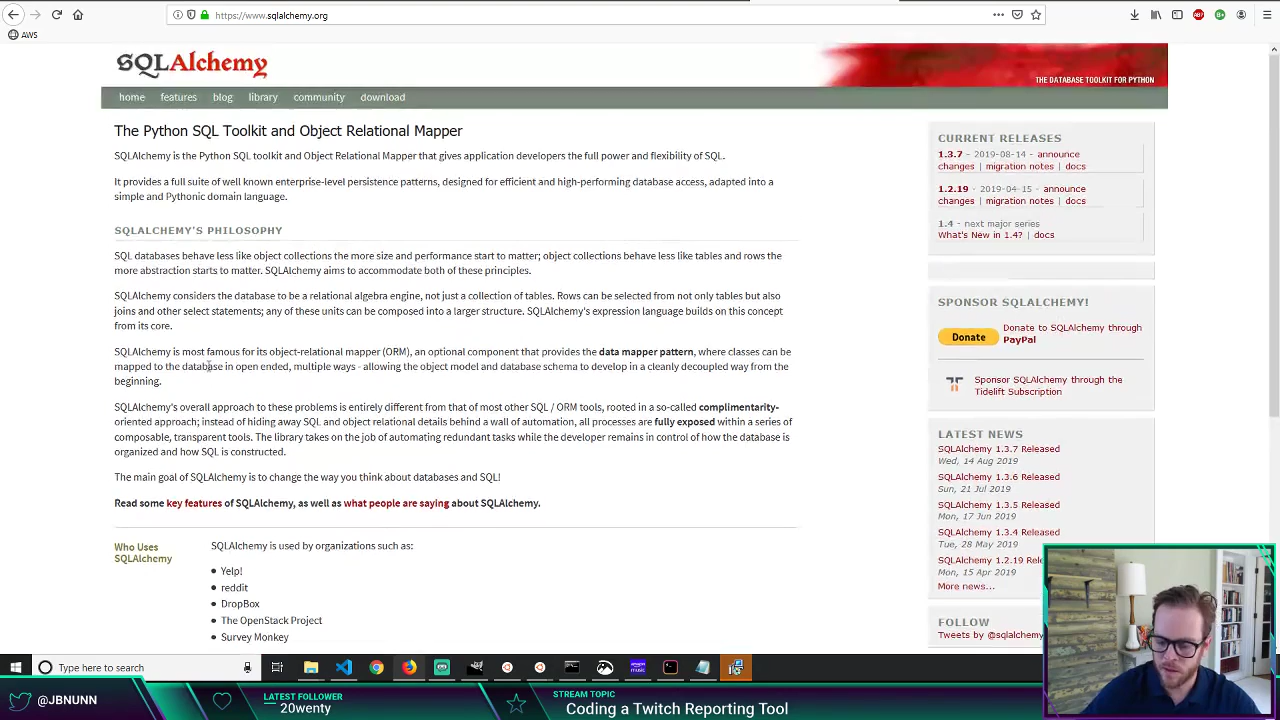 https://www.sqlalchemy.org
AWS
SQLAlchemy
THE DATABASE TOOLKIT FOR PYTHON
home features blog library community download
The Python SQL Toolkit and Object Relational Mapper
SQLAlchemy is the Python SQL toolkit and Object Relational Mapper that gives application developers the full power and flexibility of SQL.
It provides a full suite of well known enterprise-level persistence patterns, designed for efficient and high-performing database access, adapted into a
simple and Pythonic domain language.
SQLALCHEMY'S PHILOSOPHY
SQL databases behave less like object collections the more size and performance start to matter; object collections behave less like tables and rows the
more abstraction starts to matter. SQLAlchemy aims to accommodate both of these principles.
SQLAlchemy considers the database to be a relational algebra engine, not just a collection of tables. Rows can be selected from not only tables but also
joins and other select statements; any of these units can be composed into a larger structure. SQLAlchemy's expression language builds on this concept
from its core.
SQLAlchemy is most famous for its object-relational mapper (ORM), an optional component that provides the data mapper pattern, where classes can be
mapped to the database in open ended, multiple ways - allowing the object model and database schema to develop in a cleanly decoupled way from the
beginning.
SQLAlchemy's overall approach to these problems is entirely different from that of most other SQL / ORM tools, rooted in a so-called complimentarity-
oriented approach; instead of hiding away SQL and object relational details behind a wall of automation, all processes are fully exposed within a series of
composable, transparent tools. The library takes on the job of automating redundant tasks while the developer remains in control of how the database is
organized and how SQL is constructed.
The main goal of SQLAlchemy is to change the way you think about databases and SQL!
Read some key features of SQLAlchemy, as well as what people are saying about SQLAlchemy.
Who Uses
SQLAlchemy
SQLAlchemy is used by organizations such as:
• Yelp!
• reddit
• DropBox
• The OpenStack Project
• Survey Monkey
CURRENT RELEASES
1.3.7 - 2019-08-14 - announce
changes | migration notes | docs
1.2.19 - 2019-04-15 - announce
changes | migration notes | docs
1.4 - next major series
What's New in 1.4? | docs
SPONSOR SQLALCHEMY!
Donate
Donate to SQLAlchemy through
PayPal
Sponsor SQLAlchemy through the
Tidelift Subscription
LATEST NEWS
SQLAlchemy 1.3.7 Released
Wed, 14 Aug 2019
SQLAlchemy 1.3.6 Released
Sun, 21 Jul 2019
SQLAlchemy 1.3.5 Released
Mon, 17 Jun 2019
SQLAlchemy 1.3.4 Released
Tue, 28 May 2019
SQLAlchemy 1.2.19 Rel
Mon, 15 Apr 2019
More news...
FOLLOW
Tweets by @sqlalchemy
Type here to search
@JBNUNN
LATEST FOLLOWER
20wenty
STREAM TOPIC
Coding a Twitch Reporting Tool